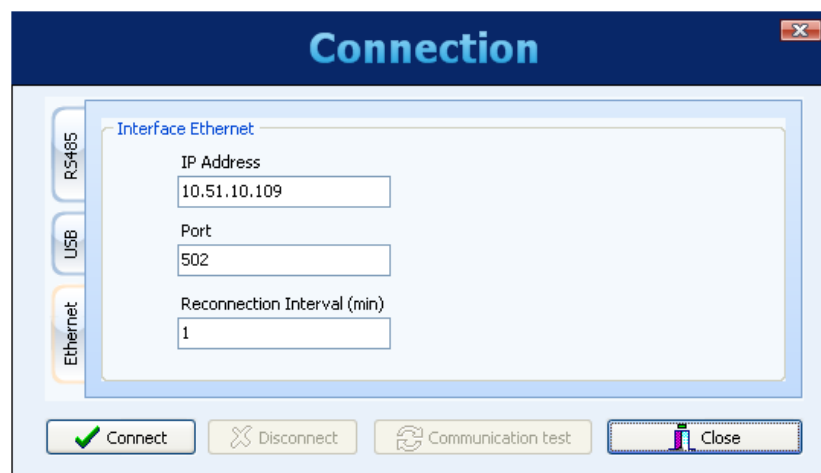 Connection
RS485
USB
Ethernet
Interface Ethernet
IP Address
10.51.10.109
Port
502
Reconnection Interval (min)
1
Connect
Disconnect
Communication test
Close